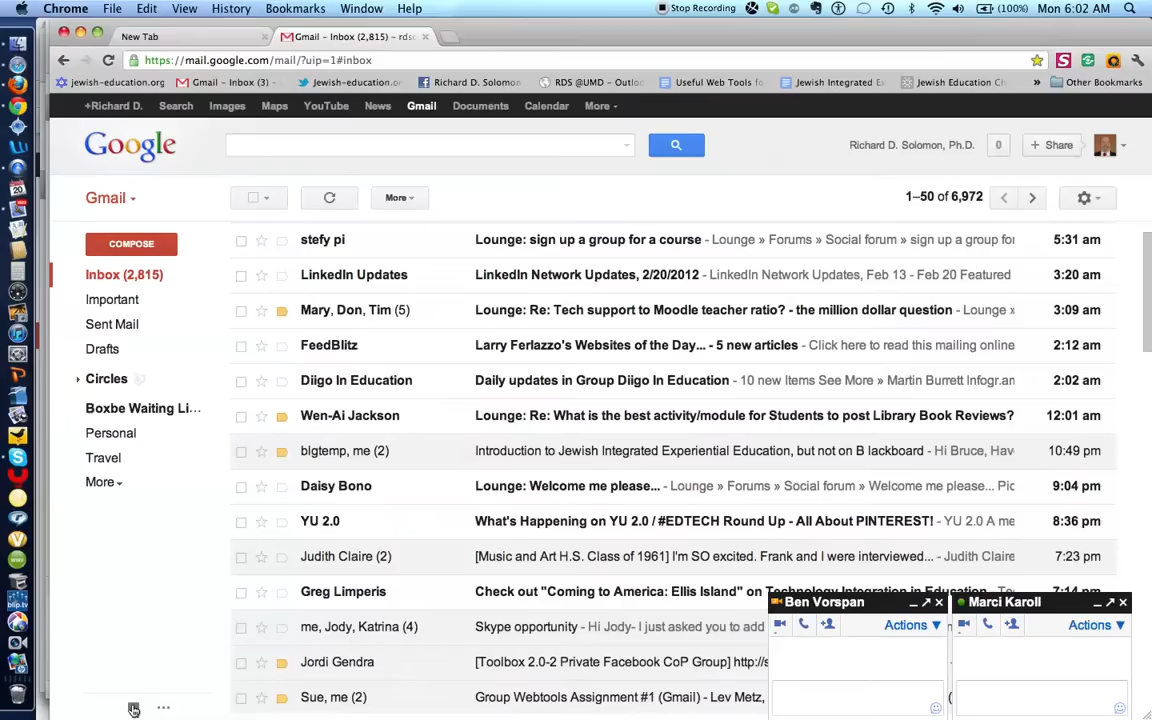 Chrome File Edit View History Bookmarks Window Help Stop Recording (100%) Mon 6:02 AM
New Tab Gmail - Inbox (2,815) - rdsc
https://mail.google.com/mail/?uip=1#inbox
jewish-education.org Gmail - Inbox (3) - Jewish-education.or... Richard D. Solomon RDS @UMD - Outloo Useful Web Tools fo Jewish Integrated E Jewish Education Ch » Other Bookmarks
+Richard D. Search Images Maps YouTube News Gmail Documents Calendar More
Google Richard D. Solomon, Ph.D. 0 + Share
Gmail More 1–50 of 6,972
COMPOSE
Inbox (2,815)
Important
Sent Mail
Drafts
Circles
Boxbe Waiting Li...
Personal
Travel
More
stefy pi Lounge: sign up a group for a course - Lounge » Forums » Social forum » sign up a group fo 5:31 am
LinkedIn Updates LinkedIn Network Updates, 2/20/2012 - LinkedIn Network Updates, Feb 13 - Feb 20 Featured 3:20 am
Mary, Don, Tim (5) Lounge: Re: Tech support to Moodle teacher ratio? - the million dollar question - Lounge » 3:09 am
FeedBlitz Larry Ferlazzo's Websites of the Day... - 5 new articles - Click here to read this mailing online 2:12 am
Diigo In Education Daily updates in Group Diigo In Education - 10 new Items See More » Martin Burrett Infogr.an 2:02 am
Wen-Ai Jackson Lounge: Re: What is the best activity/module for Students to post Library Book Reviews? 12:01 am
blgtemp, me (2) Introduction to Jewish Integrated Experiential Education, but not on B lackboard - Hi Bruce, Hav 10:49 pm
Daisy Bono Lounge: Welcome me please... - Lounge » Forums » Social forum » Welcome me please... Pic 9:04 pm
YU 2.0 What's Happening on YU 2.0 / #EDTECH Round Up - All About PINTEREST! - YU 2.0 A me 8:36 pm
Judith Claire (2) [Music and Art H.S. Class of 1961] I'm SO excited. Frank and I were interviewed... - Judith Claire 7:23 pm
Greg Limperis Check out "Coming to America: Ellis Island" on Technology Integration in Education 7:14 pm
me, Jody, Katrina (4) Skype opportunity - Hi Jody- I just asked you to add
Jordi Gendra [Toolbox 2.0-2 Private Facebook CoP Group] http://s
Sue, me (2) Group Webtools Assignment #1 (Gmail) - Lev Metz,
Ben Vorspan
Actions
Marci Karoll
Actions